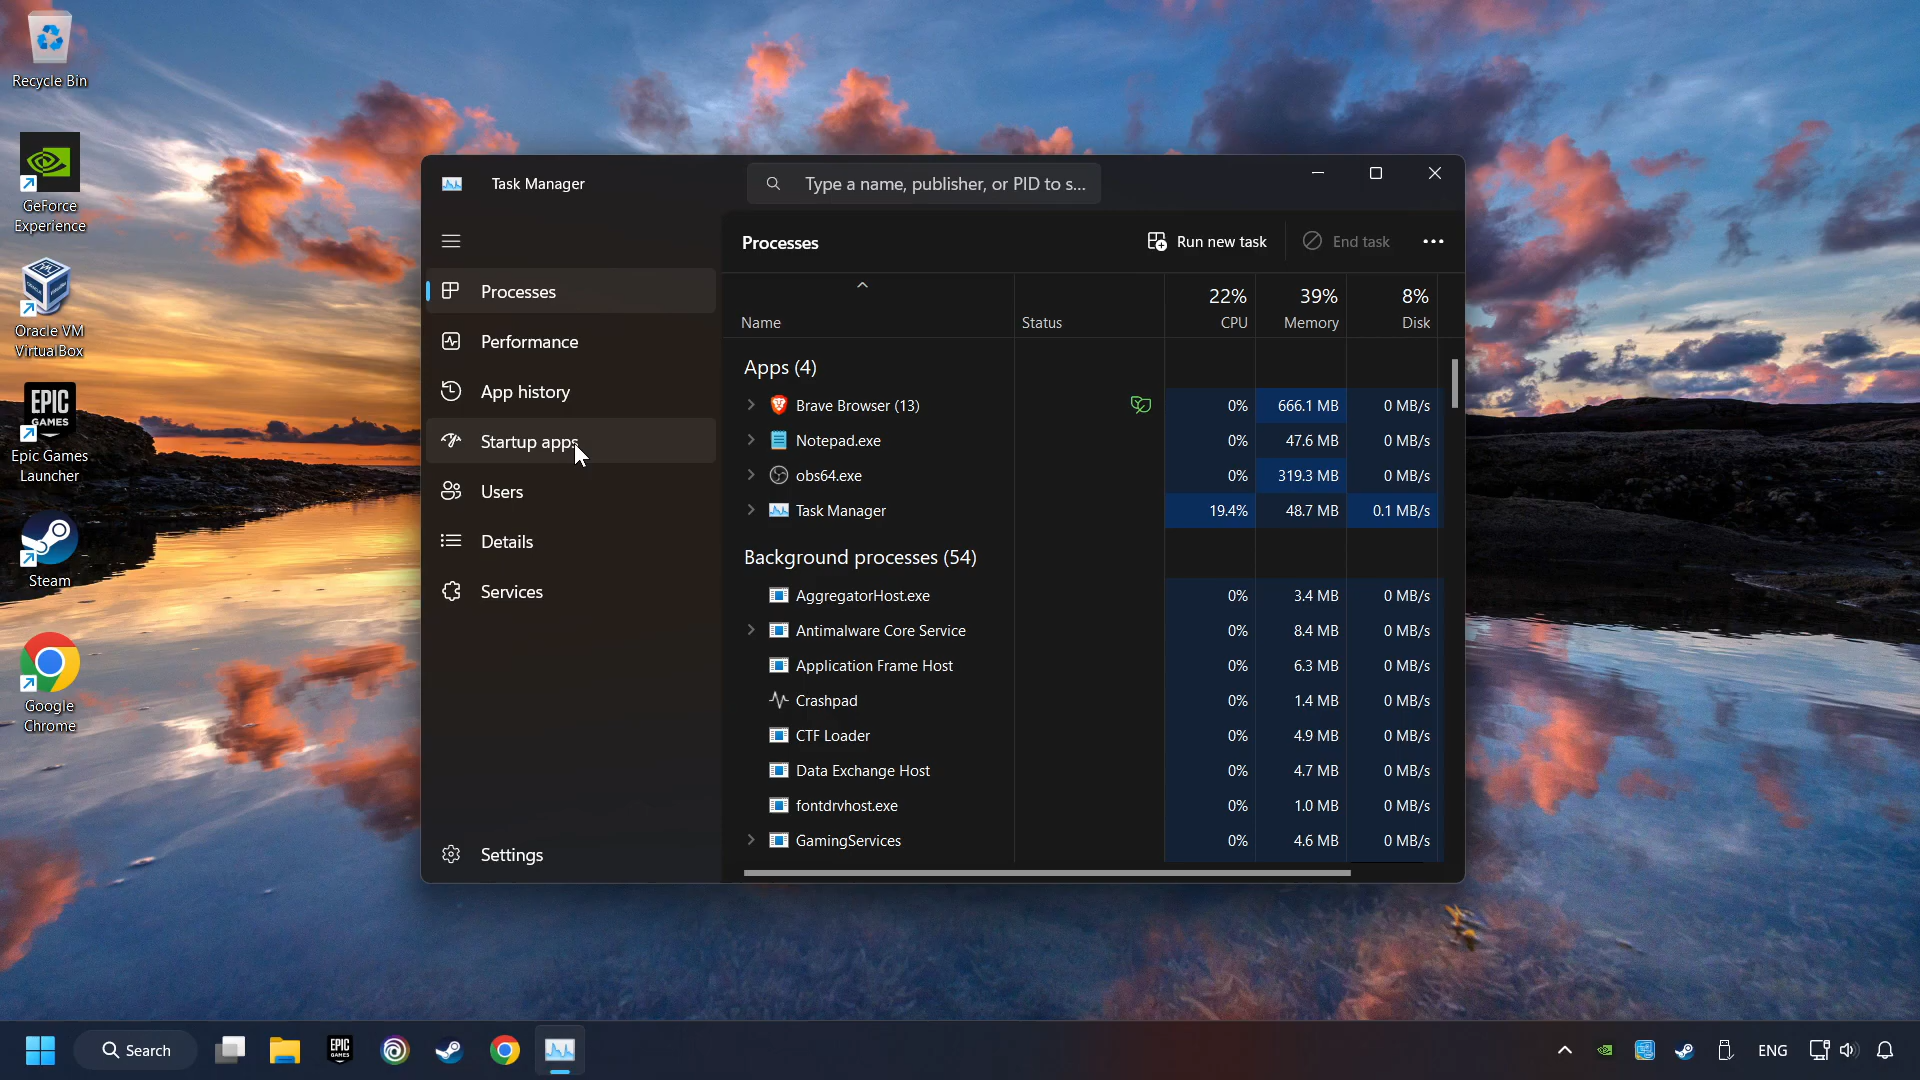 Recycle Bin
GeForce
Experience
Oracle VM
VirtualBox
EPIC
GAMES
Epic Games
Launcher
Steam
Google
Chrome
Task Manager
Type a name, publisher, or PID to s...
Processes
Performance
App history
Startup apps
Users
Details
Services
Settings
Processes
Run new task
End task
Name
Status
22%
CPU
39%
Memory
8%
Disk
Apps (4)
Brave Browser (13) 0% 666.1 MB 0 MB/s
Notepad.exe 0% 47.6 MB 0 MB/s
obs64.exe 0% 319.3 MB 0 MB/s
Task Manager 19.4% 48.7 MB 0.1 MB/s
Background processes (54)
AggregatorHost.exe 0% 3.4 MB 0 MB/s
Antimalware Core Service 0% 8.4 MB 0 MB/s
Application Frame Host 0% 6.3 MB 0 MB/s
Crashpad 0% 1.4 MB 0 MB/s
CTF Loader 0% 4.9 MB 0 MB/s
Data Exchange Host 0% 4.7 MB 0 MB/s
fontdrvhost.exe 0% 1.0 MB 0 MB/s
GamingServices 0% 4.6 MB 0 MB/s
Search
EPIC
GAMES
ENG